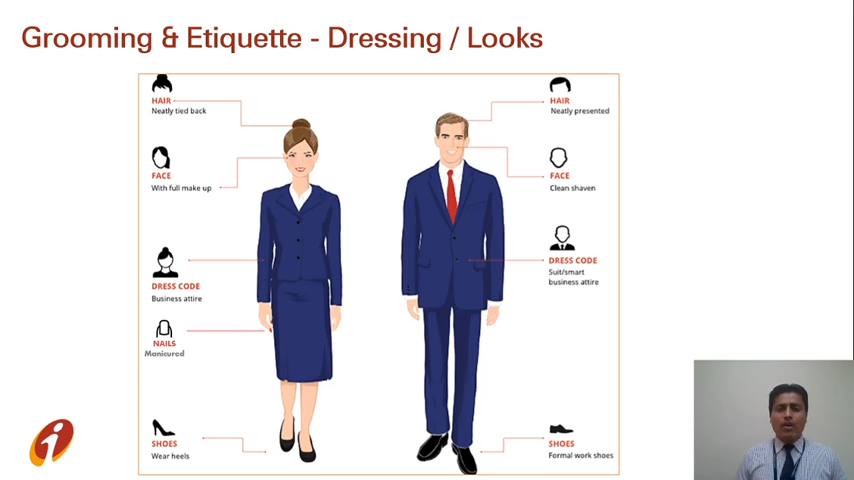 Grooming & Etiquette - Dressing / Looks
HAIR
Neatly tied back
FACE
With full make up
DRESS CODE
Business attire
NAILS
Manicured
SHOES
Wear heels
HAIR
Neatly presented
FACE
Clean shaven
DRESS CODE
Suit/smart
business attire
SHOES
Formal work shoes